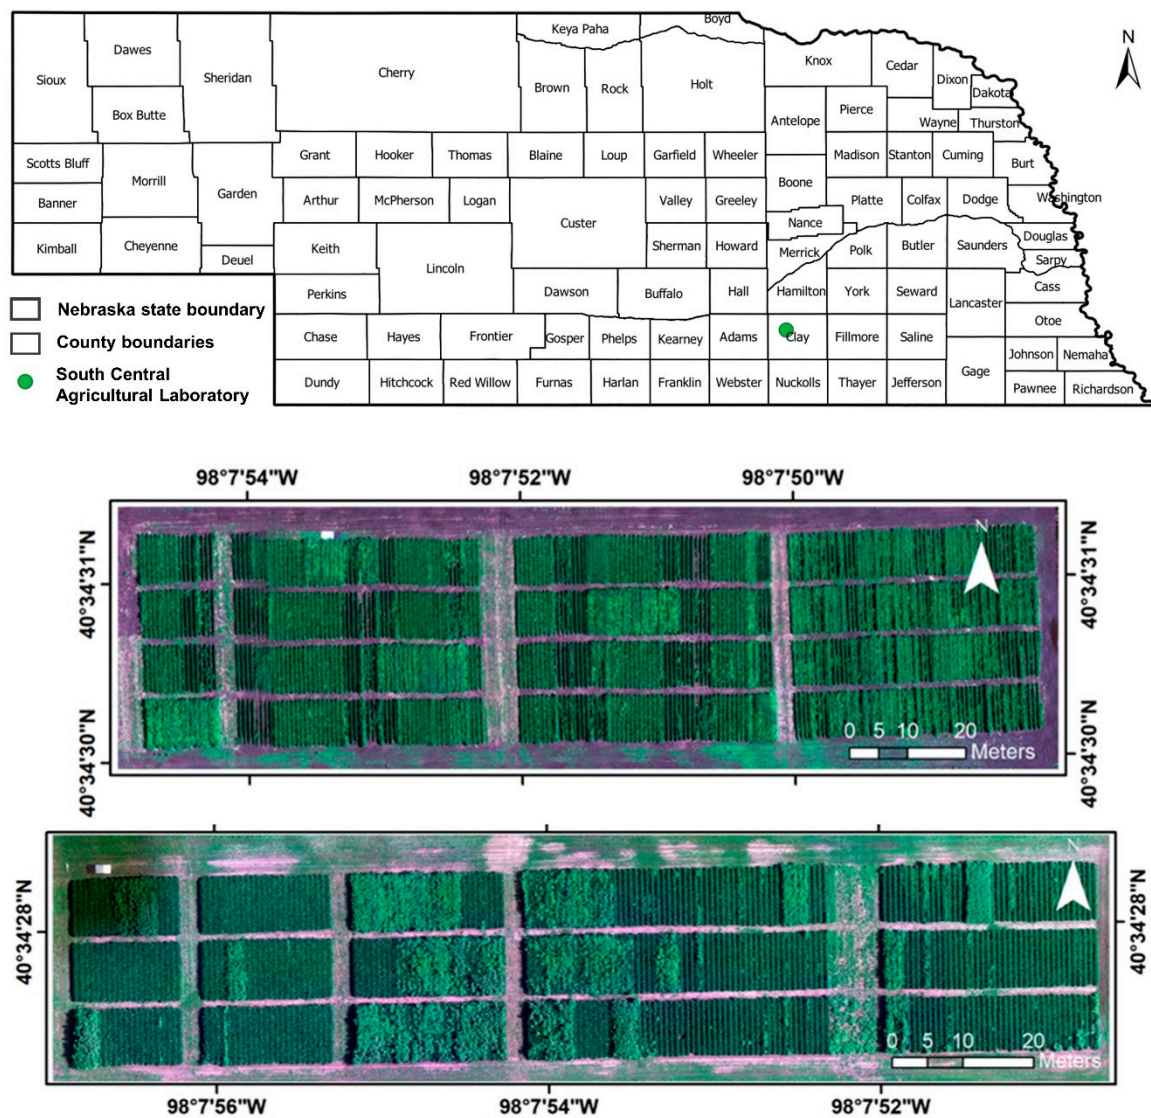 Boyd
Keya Paha
N
Knox
Cedar
Dawes
Sioux
Sheridan
Cherry
Brown
Rock
Holt
Dixon
Dakota
Box Butte
Antelope
Pierce
Wayne
Thurston
Scotts Bluff
Grant
Hooker
Thomas
Blaine
Loup
Garfield
Wheeler
Madison
Stanton
Cuming
Burt
Morrill
Garden
Boone
Banner
Arthur
McPherson
Logan
Custer
Valley
Greeley
Platte
Colfax
Dodge
Washington
Nance
Kimball
Cheyenne
Deuel
Keith
Lincoln
Sherman
Howard
Merrick
Polk
Butler
Saunders
Douglas
Sarpy
Perkins
Dawson
Buffalo
Hall
Hamilton
York
Seward
Lancaster
Cass
Otoe
Nebraska state boundary
County boundaries
South Central
Agricultural Laboratory
Chase
Hayes
Frontier
Gosper
Phelps
Kearney
Adams
Clay
Fillmore
Saline
Gage
Johnson
Nemaha
Dundy
Hitchcock
Red Willow
Furnas
Harlan
Franklin
Webster
Nuckolls
Thayer
Jefferson
Pawnee
Richardson
98°7'54"W
98°7'52"W
98°7'50"W
40°34'31"N
40°34'31"N
N
40°34'30"N
40°34'30"N
0 5 10 20
Meters
40°34'28"N
40°34'28"N
N
0 5 10 20
Meters
98°7'56"W
98°7'54"W
98°7'52"W